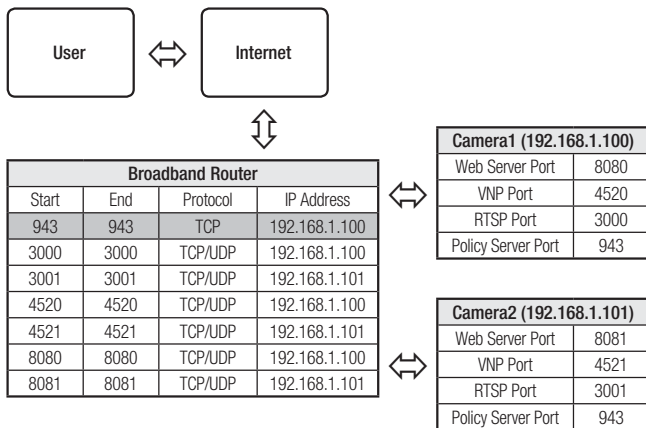 User
Internet
Broadband Router
Start End Protocol IP Address
943 943 TCP 192.168.1.100
3000 3000 TCP/UDP 192.168.1.100
3001 3001 TCP/UDP 192.168.1.101
4520 4520 TCP/UDP 192.168.1.100
4521 4521 TCP/UDP 192.168.1.101
8080 8080 TCP/UDP 192.168.1.100
8081 8081 TCP/UDP 192.168.1.101
Camera1 (192.168.1.100)
Web Server Port 8080
VNP Port 4520
RTSP Port 3000
Policy Server Port 943
Camera2 (192.168.1.101)
Web Server Port 8081
VNP Port 4521
RTSP Port 3001
Policy Server Port 943